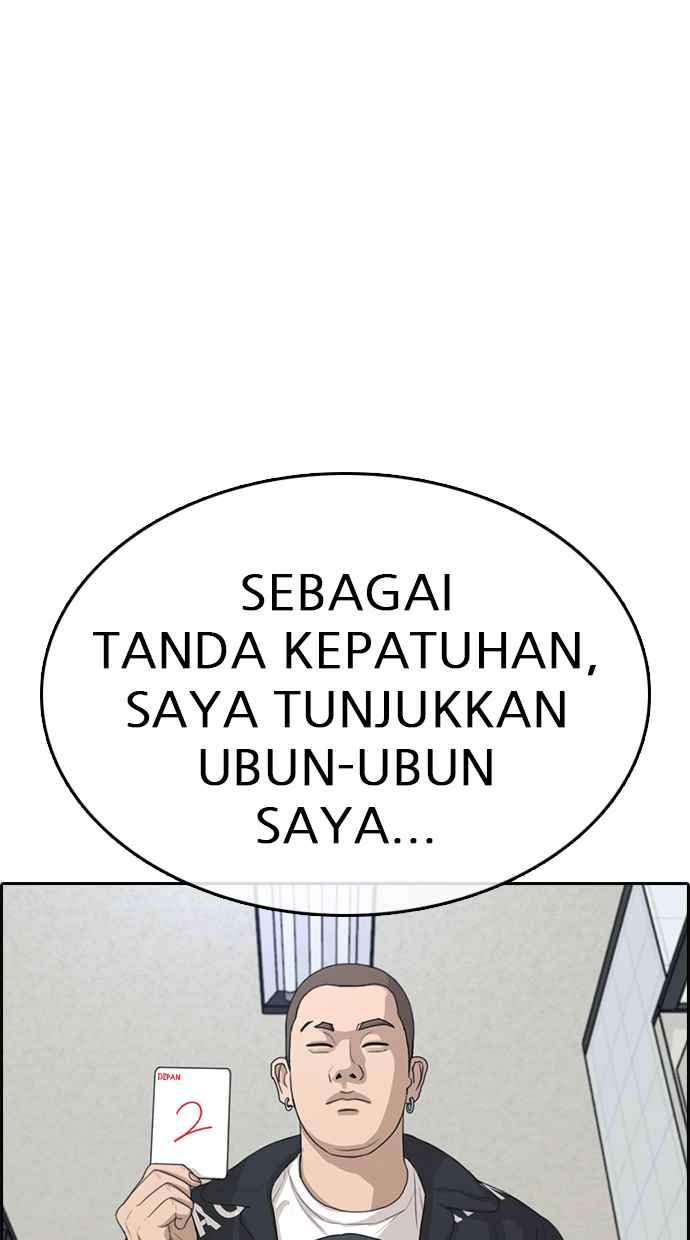 SEBAGAI
TANDA KEPATUHAN,
SAYA TUNJUKKAN
UBUN-UBUN
SAYA...
DEPAN
2